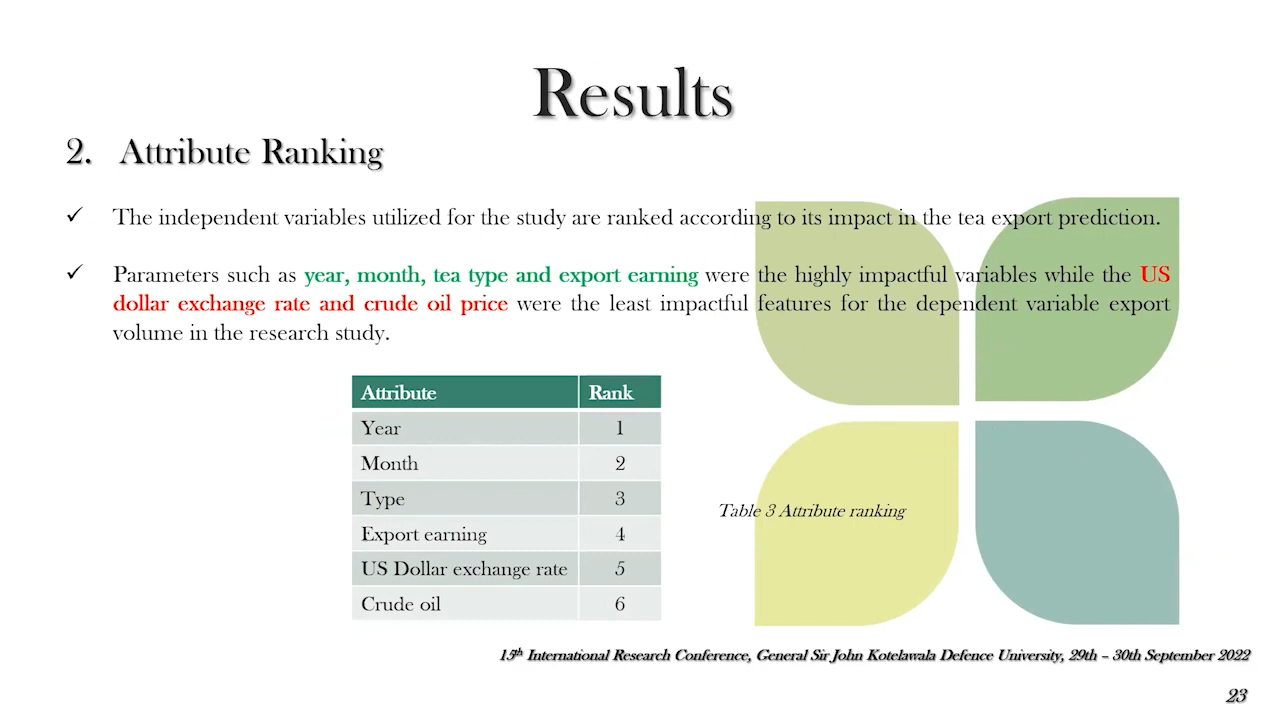 Results
2. Attribute Ranking
✓ The independent variables utilized for the study are ranked according to its impact in the tea export prediction.
✓ Parameters such as year, month, tea type and export earning were the highly impactful variables while the US
dollar exchange rate and crude oil price were the least impactful features for the dependent variable export
volume in the research study.
Attribute Rank
Year 1
Month 2
Type 3
Export earning 4
US Dollar exchange rate 5
Crude oil 6
Table 3 Attribute ranking
15th International Research Conference, General Sir John Kotelawala Defence University, 29th – 30th September 2022
23